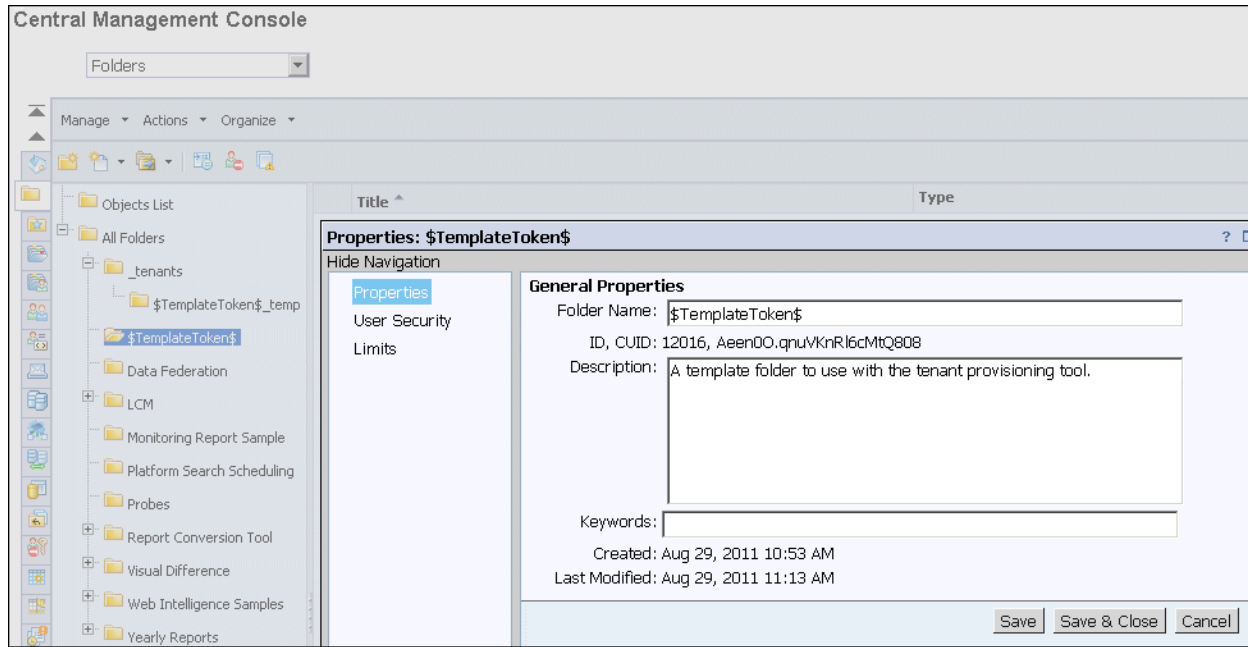 Central Management Console
Folders
Manage Actions Organize
Title Type
Objects List
All Folders
_tenants
$TemplateToken$_temp
$TemplateToken$
Data Federation
LCM
Monitoring Report Sample
Platform Search Scheduling
Probes
Report Conversion Tool
Visual Difference
Web Intelligence Samples
Yearly Reports
Properties: $TemplateToken$ ?
Hide Navigation
Properties
User Security
Limits
General Properties
Folder Name: $TemplateToken$
ID, CUID: 12016, Aeen0O.qnuVKnRl6cMtQ808
Description: A template folder to use with the tenant provisioning tool.
Keywords:
Created: Aug 29, 2011 10:53 AM
Last Modified: Aug 29, 2011 11:13 AM
Save Save & Close Cancel